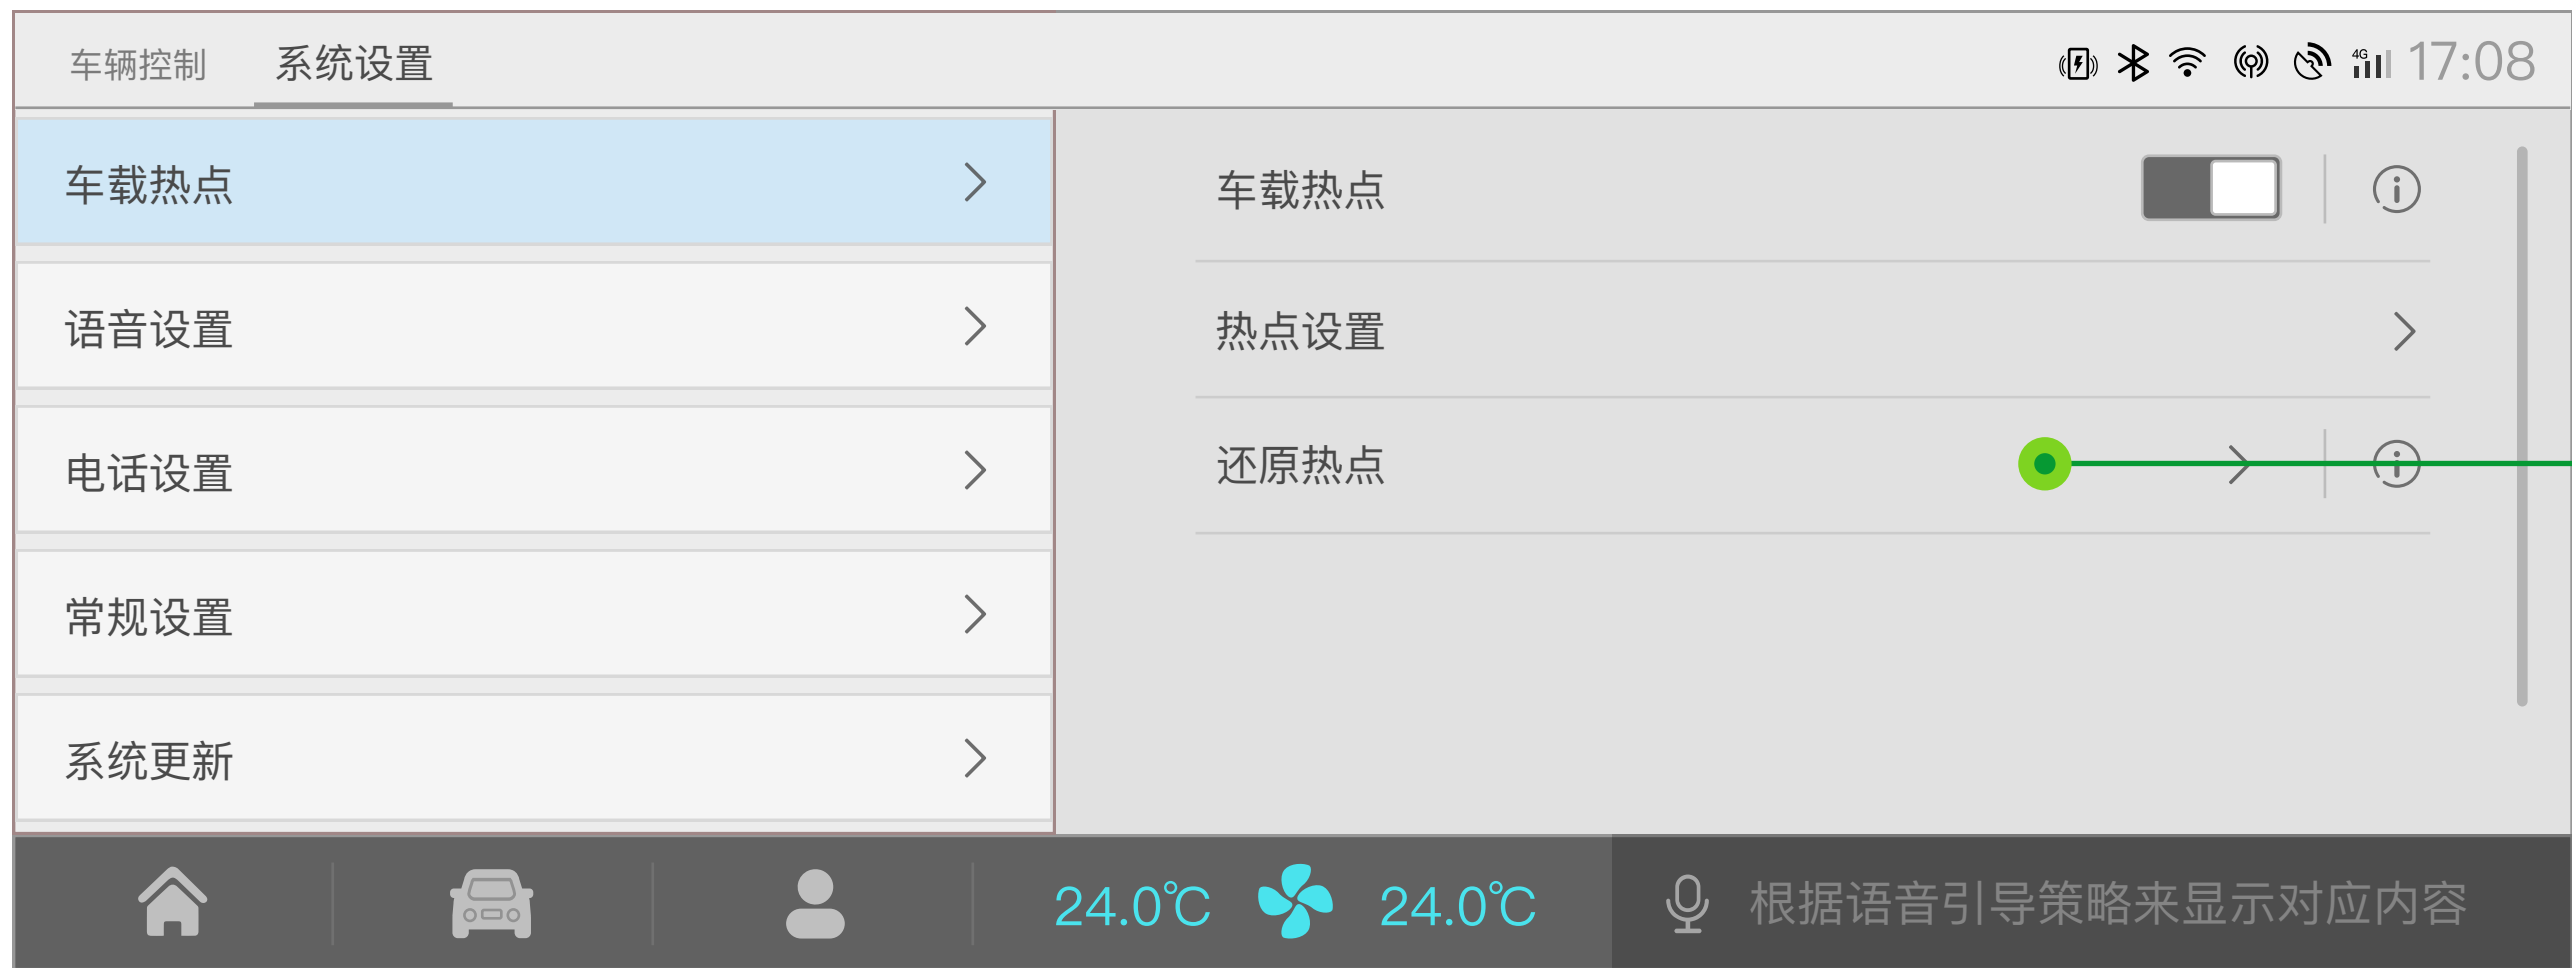 车辆控制 系统设置 4G 17:08
车载热点
语音设置
电话设置
常规设置
系统更新
车载热点
热点设置
还原热点
24.0℃ 24.0℃ 根据语音引导策略来显示对应内容